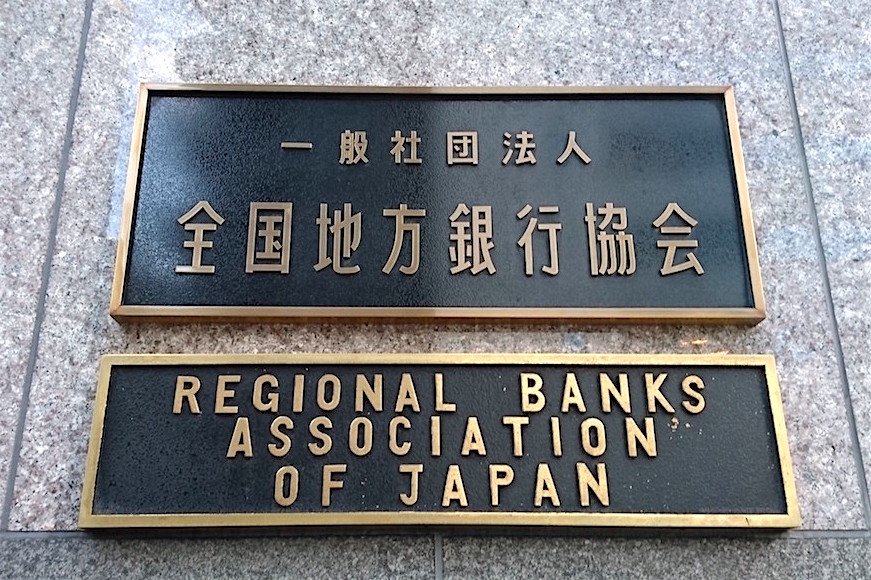 一般社団法人
全国地方銀行協会
REGIONAL BANKS
ASSOCIATION
OF JAPAN